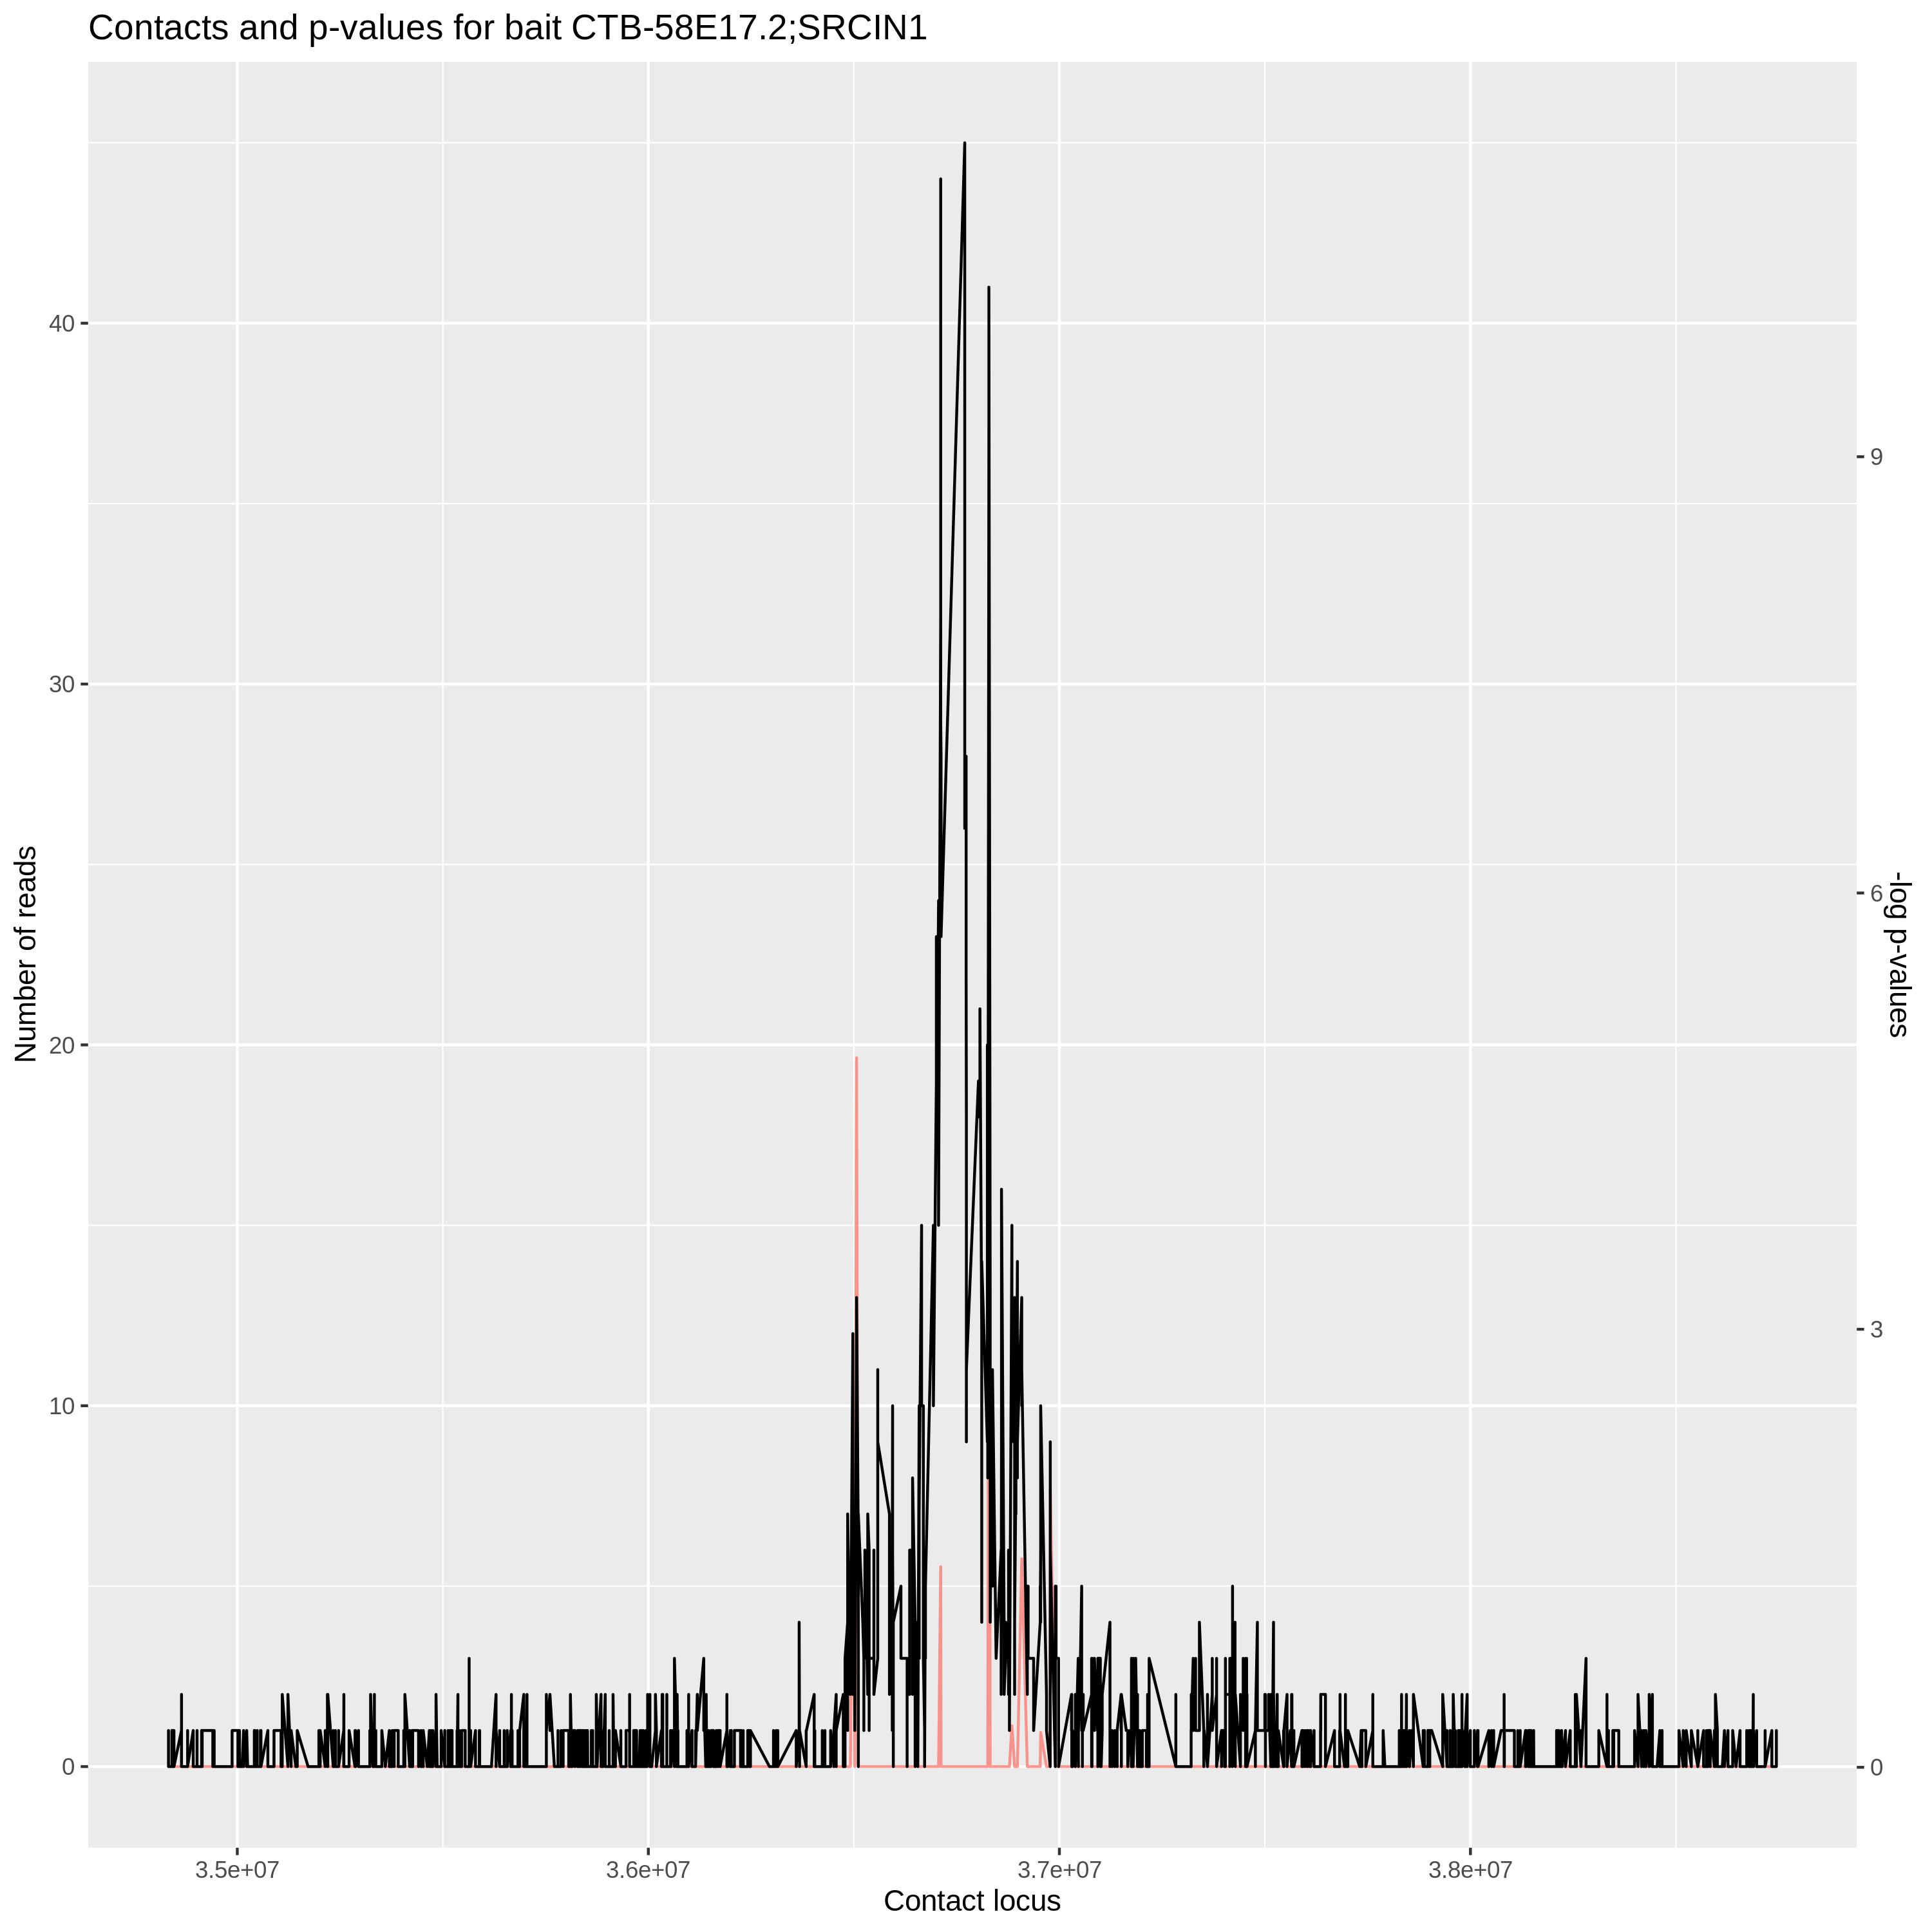 Contacts and p-values for bait CTB-58E17.2;SRCIN1
Number of reads
40
30
20
10
0
9
6
3
0
-log p-values
3.5e+07 3.6e+07 3.7e+07 3.8e+07
Contact locus